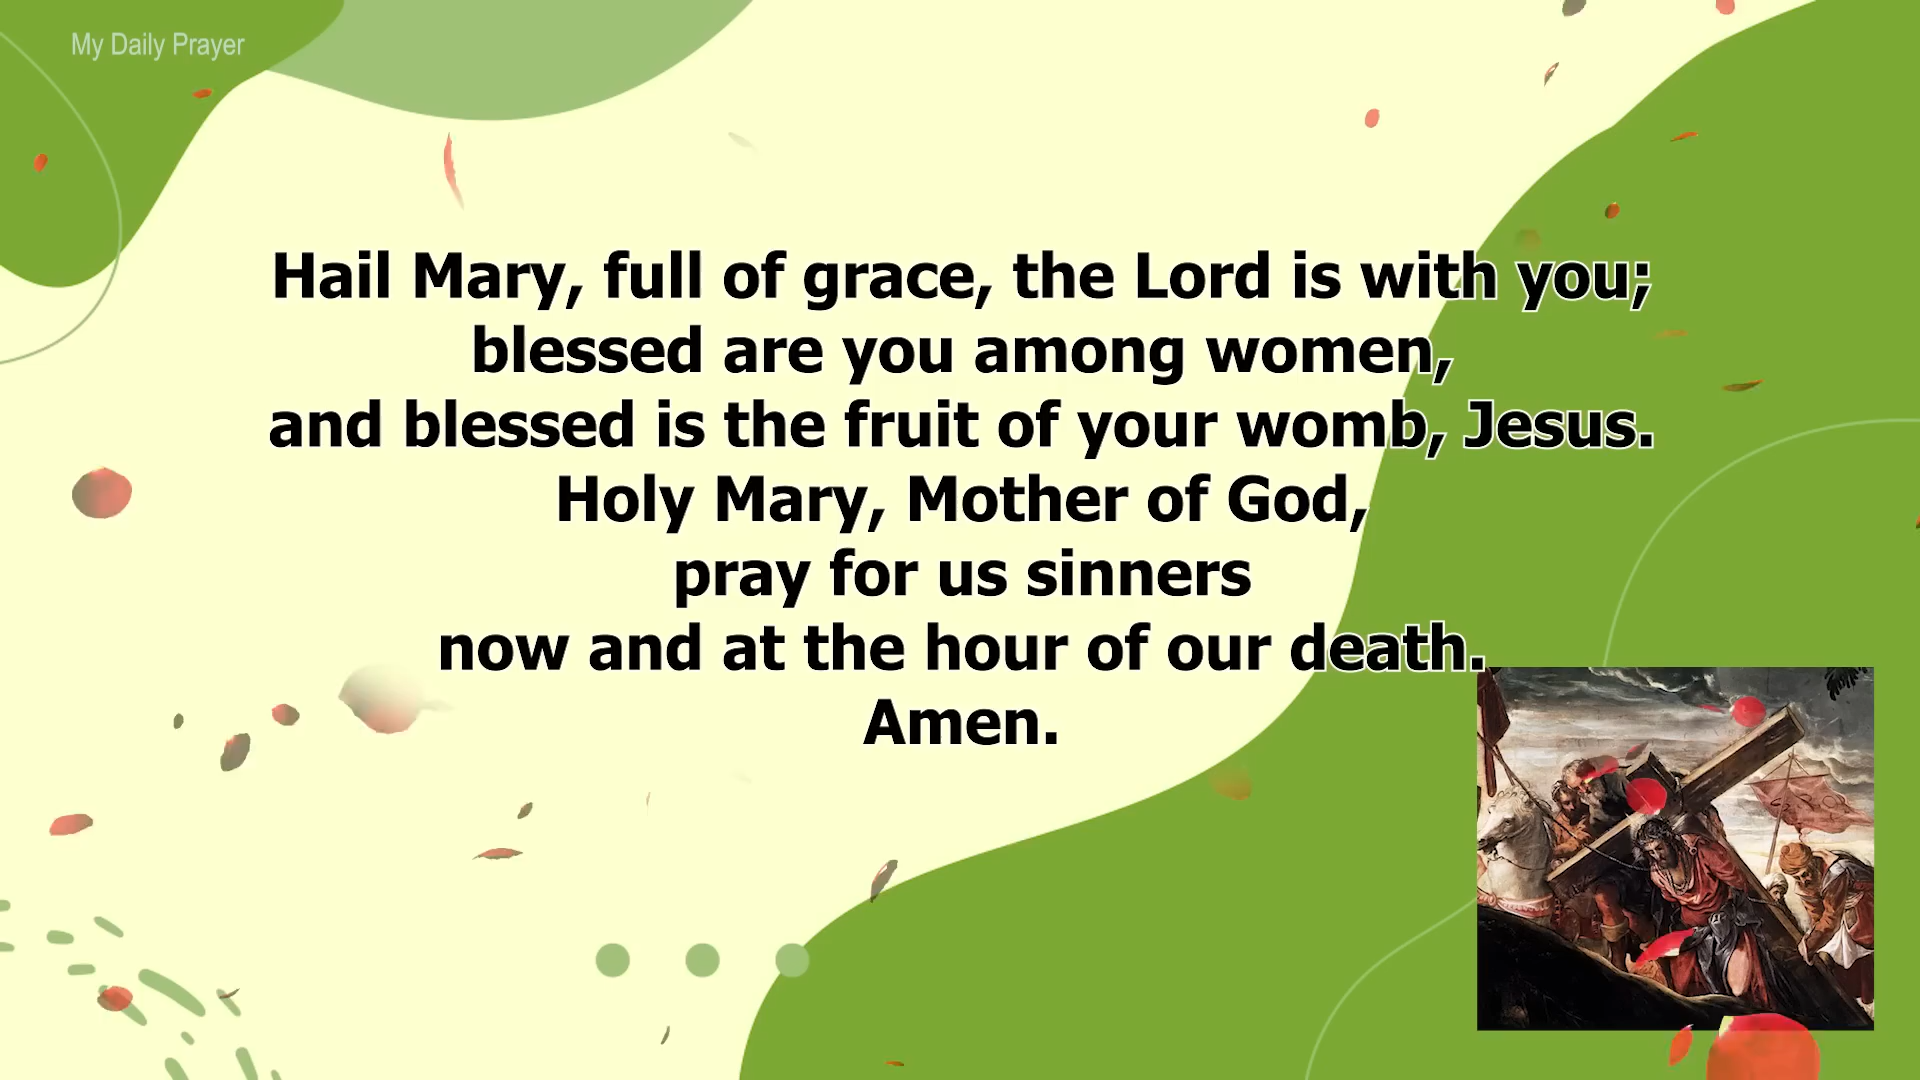 My Daily Prayer
Hail Mary, full of grace, the Lord is with you;
blessed are you among women,
and blessed is the fruit of your womb, Jesus.
Holy Mary, Mother of God,
pray for us sinners
now and at the hour of our death.
Amen.